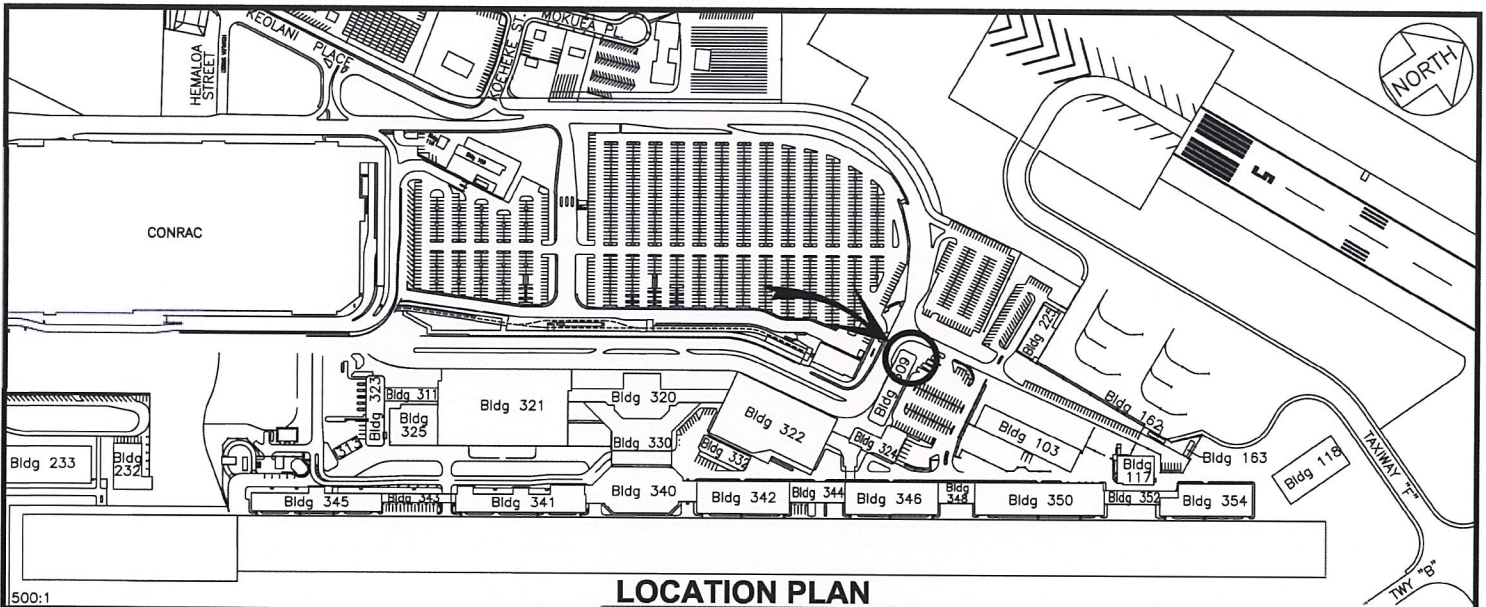 KEOLANI PLACE
HEMALOA
STREET
KOEHEKE ST.
MOKUEA PL.
NORTH
5
CONRAC
Bldg 225
Bldg 323
Bldg 311
Bldg
325
313
Bldg 321
Bldg 320
Bldg 330
Bldg 332
Bldg 322
Bldg 324
Bldg 609
Bldg 103
Bldg 162
Bldg 163
Bldg
117
Bldg 118
TAXIWAY "F"
TWY "B"
Bldg 233
Bldg
232
Bldg 345
Bldg 343
Bldg 341
Bldg 340
Bldg 342
Bldg 344
Bldg 346
Bldg
348
Bldg 350
Bldg 352
Bldg 354
500:1
LOCATION PLAN